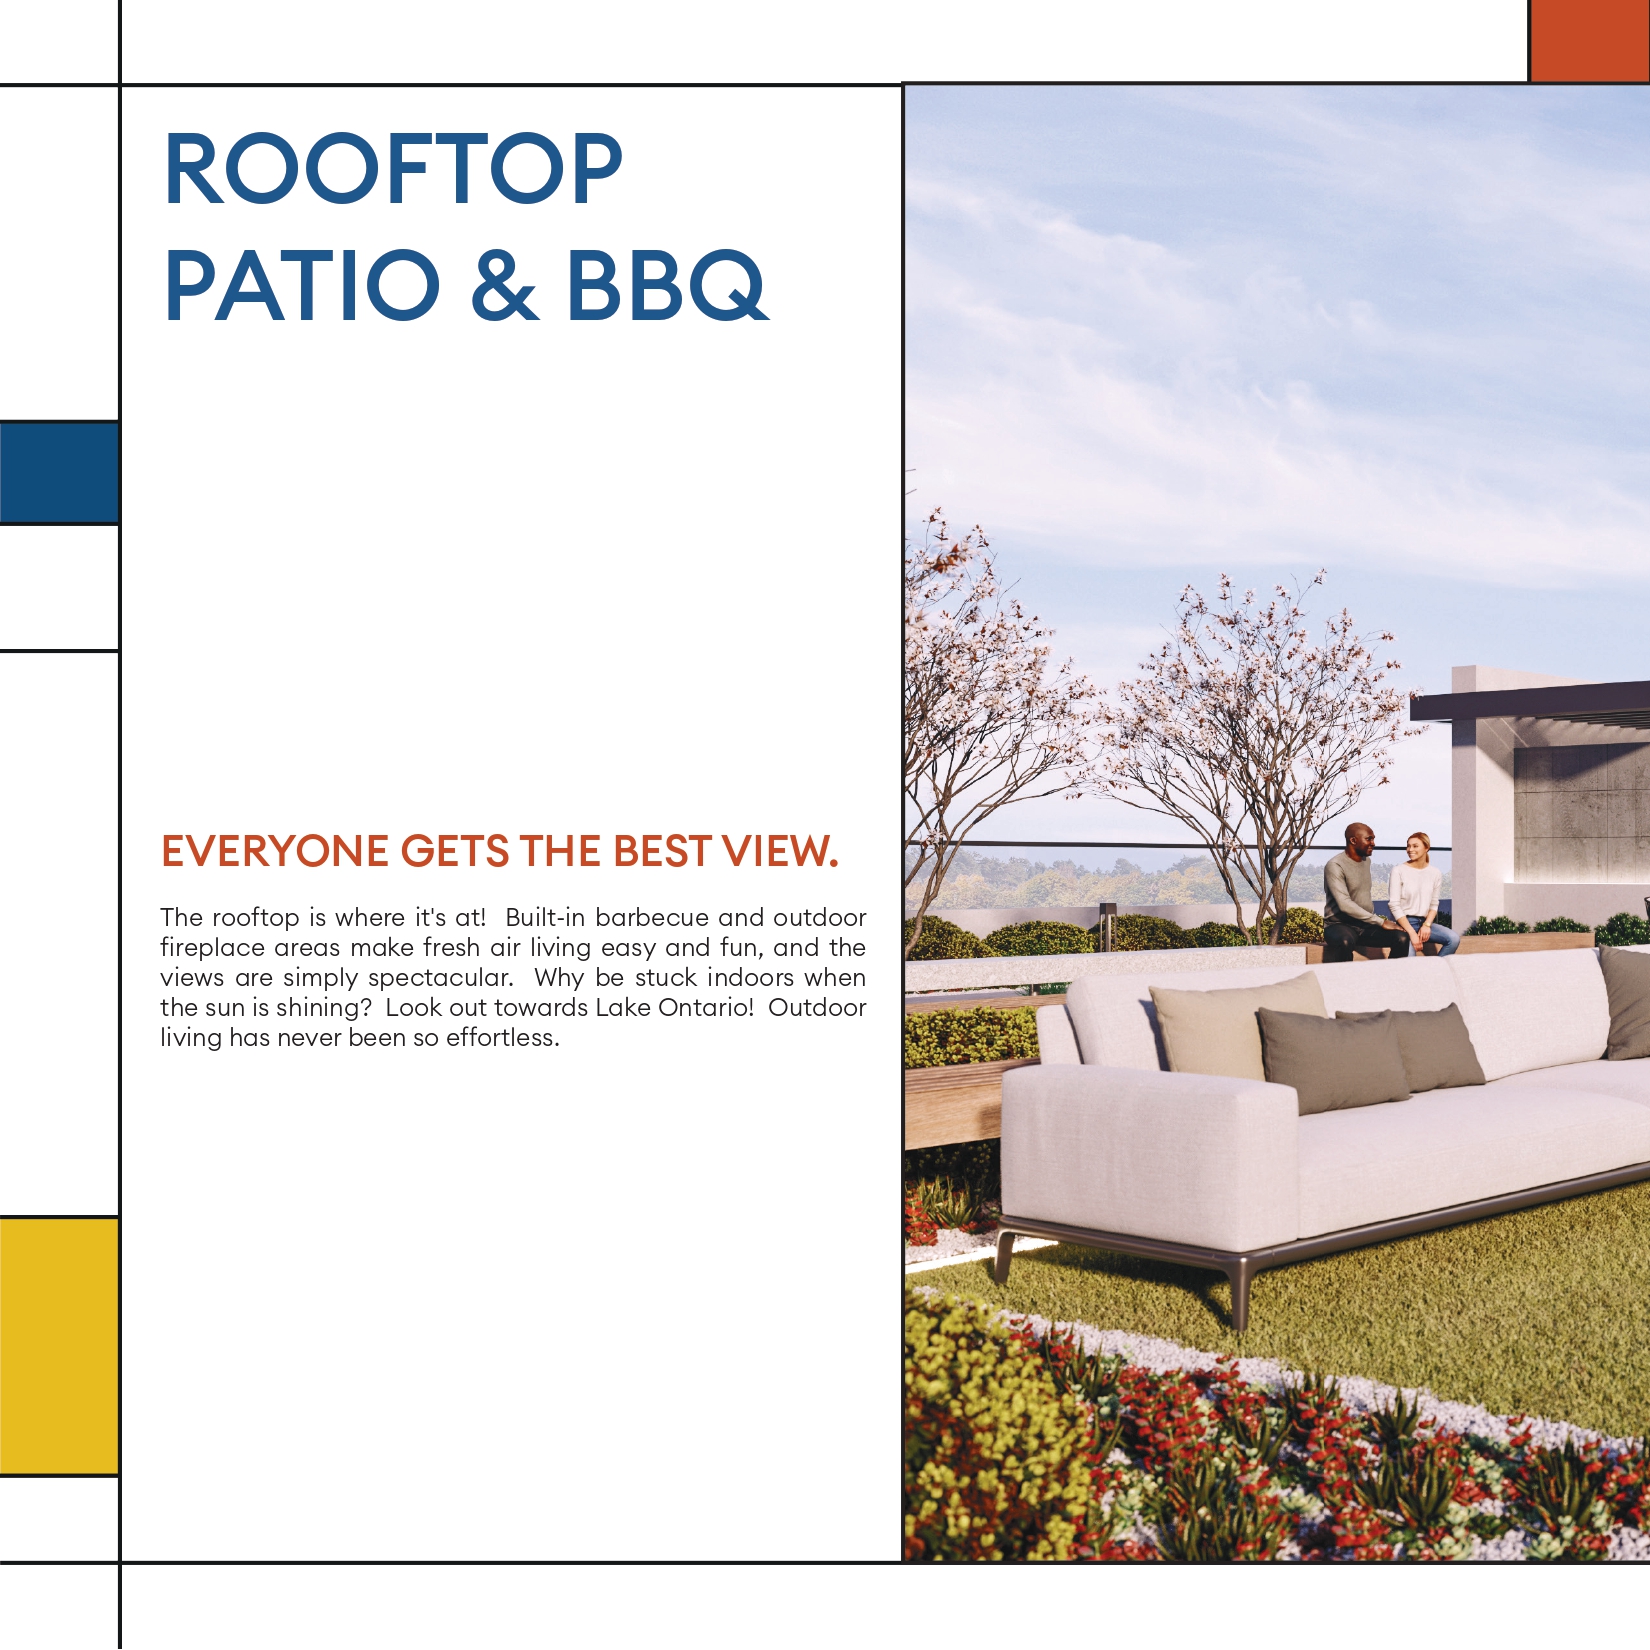 ROOFTOP
PATIO & BBQ
EVERYONE GETS THE BEST VIEW.
The rooftop is where it's at!  Built-in barbecue and outdoor
fireplace areas make fresh air living easy and fun, and the
views are simply spectacular.  Why be stuck indoors when
the sun is shining?  Look out towards Lake Ontario!  Outdoor
living has never been so effortless.